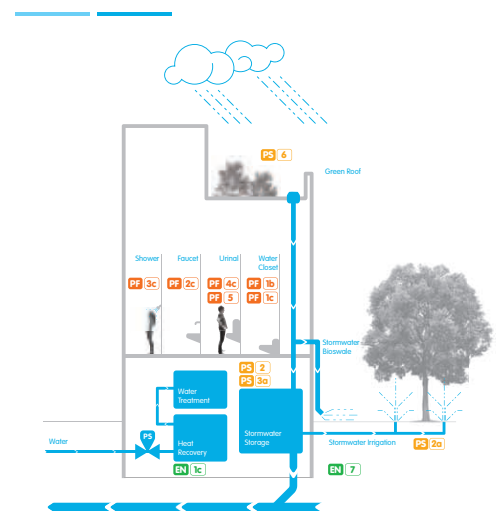 PS 6
Green Roof
Shower
Faucet
Urinal
Water
Closet
PF 3c
PF 2c
PF 4c
PF 1b
PF 5
PF 1c
Stormwater
Bioswale
PS 2
PS 3a
Water
Treatment
PS
Water
Heat
Recovery
Stormwater
Storage
Stormwater Irrigation
PS 2a
EN 1c
EN 7